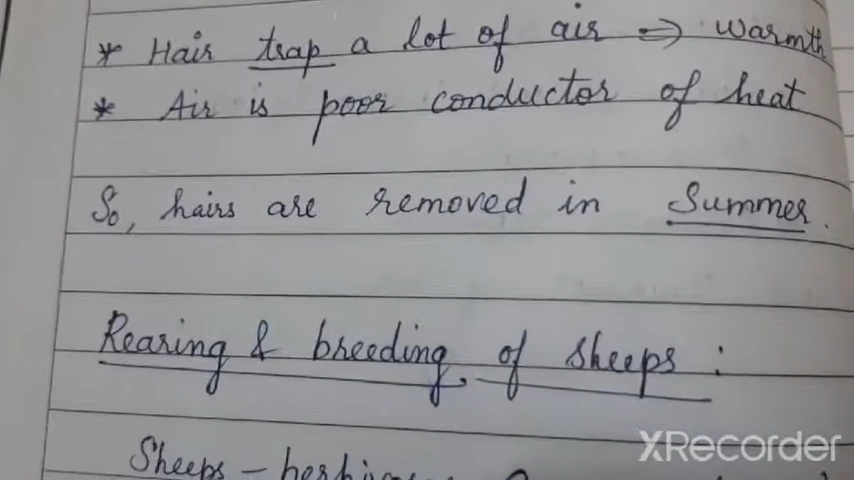 * Hair trap a lot of air ⇒ warmth
* Air is poor conductor of heat
So, hairs are removed in Summer.
Rearing & breeding of sheeps :
XRecorder
Sheeps -